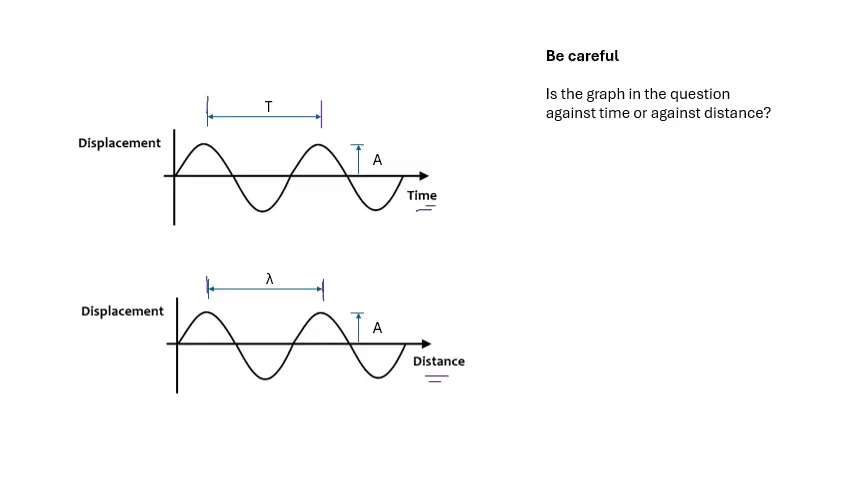 Be careful
Is the graph in the question
against time or against distance?
T
Displacement
A
Time
λ
Displacement
A
Distance